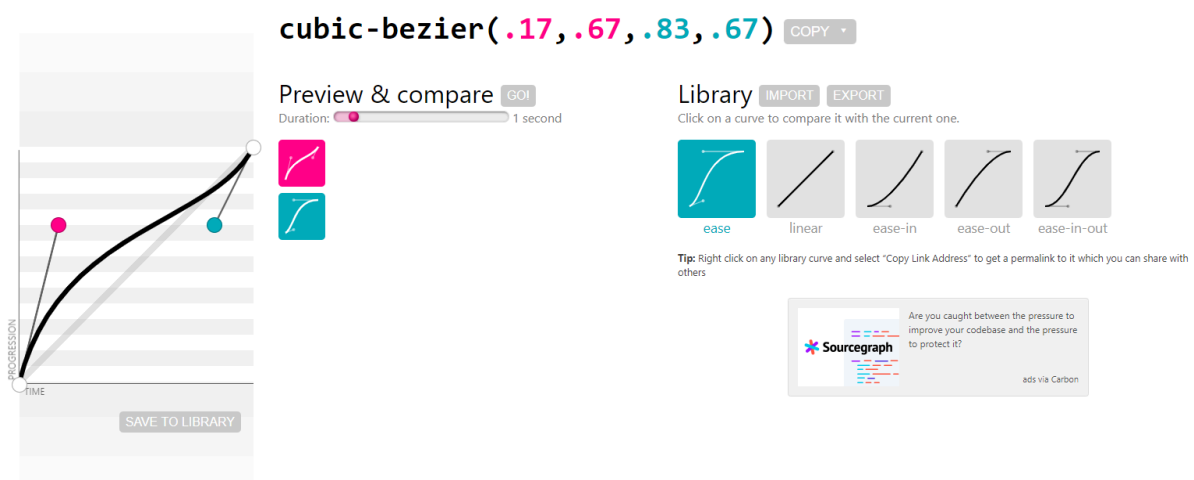 cubic-bezier(.17,.67,.83,.67) COPY
Preview & compare GO!
Duration: 1 second
Library IMPORT EXPORT
Click on a curve to compare it with the current one.
ease linear ease-in ease-out ease-in-out
Tip: Right click on any library curve and select “Copy Link Address” to get a permalink to it which you can share with
others
Sourcegraph
Are you caught between the pressure to
improve your codebase and the pressure
to protect it?
ads via Carbon
PROGRESSION
TIME
SAVE TO LIBRARY